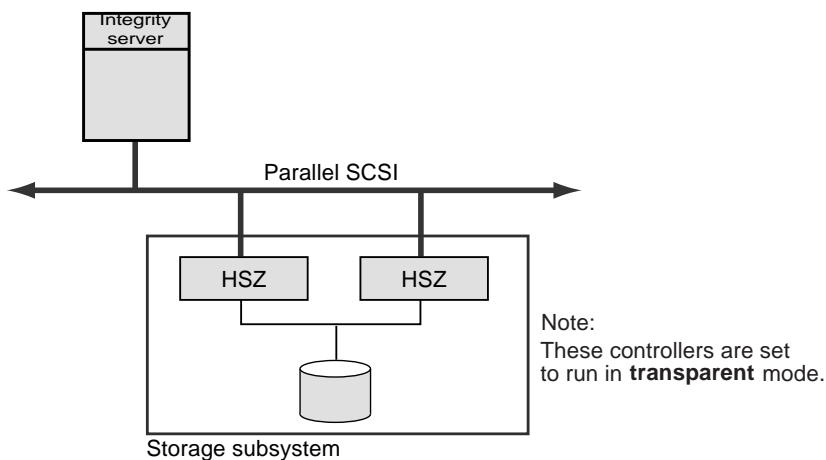 Integrity
server
Parallel SCSI
HSZ HSZ
Note:
These controllers are set
to run in transparent mode.
Storage subsystem